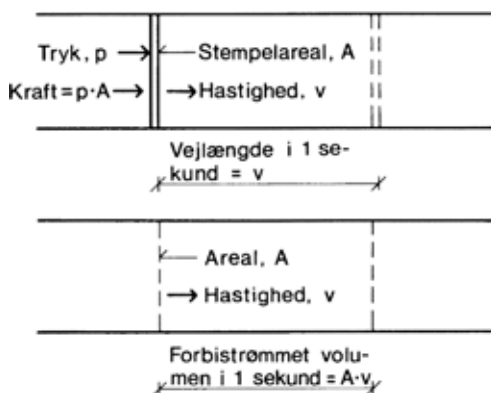 Tryk, p
Stempelareal, A
Kraft=p·A
Hastighed, v
Vejlængde i 1 se-
kund = v
Areal, A
Hastighed, v
Forbistrømmet volu-
men i 1 sekund=A·v